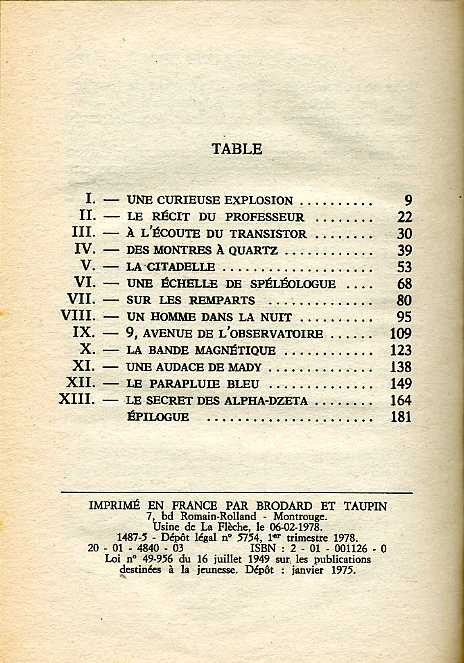 TABLE
I. — UNE CURIEUSE EXPLOSION .......... 9
II. — LE RÉCIT DU PROFESSEUR ........ 22
III. — À L'ÉCOUTE DU TRANSISTOR ........ 30
IV. — DES MONTRES À QUARTZ ............ 39
V. — LA CITADELLE .................... 53
VI. — UNE ÉCHELLE DE SPÉLÉOLOGUE .... 68
VII. — SUR LES REMPARTS ................ 80
VIII. — UN HOMME DANS LA NUIT .......... 95
IX. — 9, AVENUE DE L'OBSERVATOIRE ...... 109
X. — LA BANDE MAGNÉTIQUE ............ 123
XI. — UNE AUDACE DE MADY .............. 138
XII. — LE PARAPLUIE BLEU .............. 149
XIII. — LE SECRET DES ALPHA-DZETA ...... 164
ÉPILOGUE ...................... 181
IMPRIMÉ EN FRANCE PAR BRODARD ET TAUPIN
7, bd Romain-Rolland - Montrouge.
Usine de La Flèche, le 06-02-1978.
1487-5 - Dépôt légal n° 5754, 1er trimestre 1978.
20 - 01 - 4840 - 03 ISBN : 2 - 01 - 001126 - 0
Loi n° 49-956 du 16 juillet 1949 sur les publications
destinées à la jeunesse. Dépôt : janvier 1975.